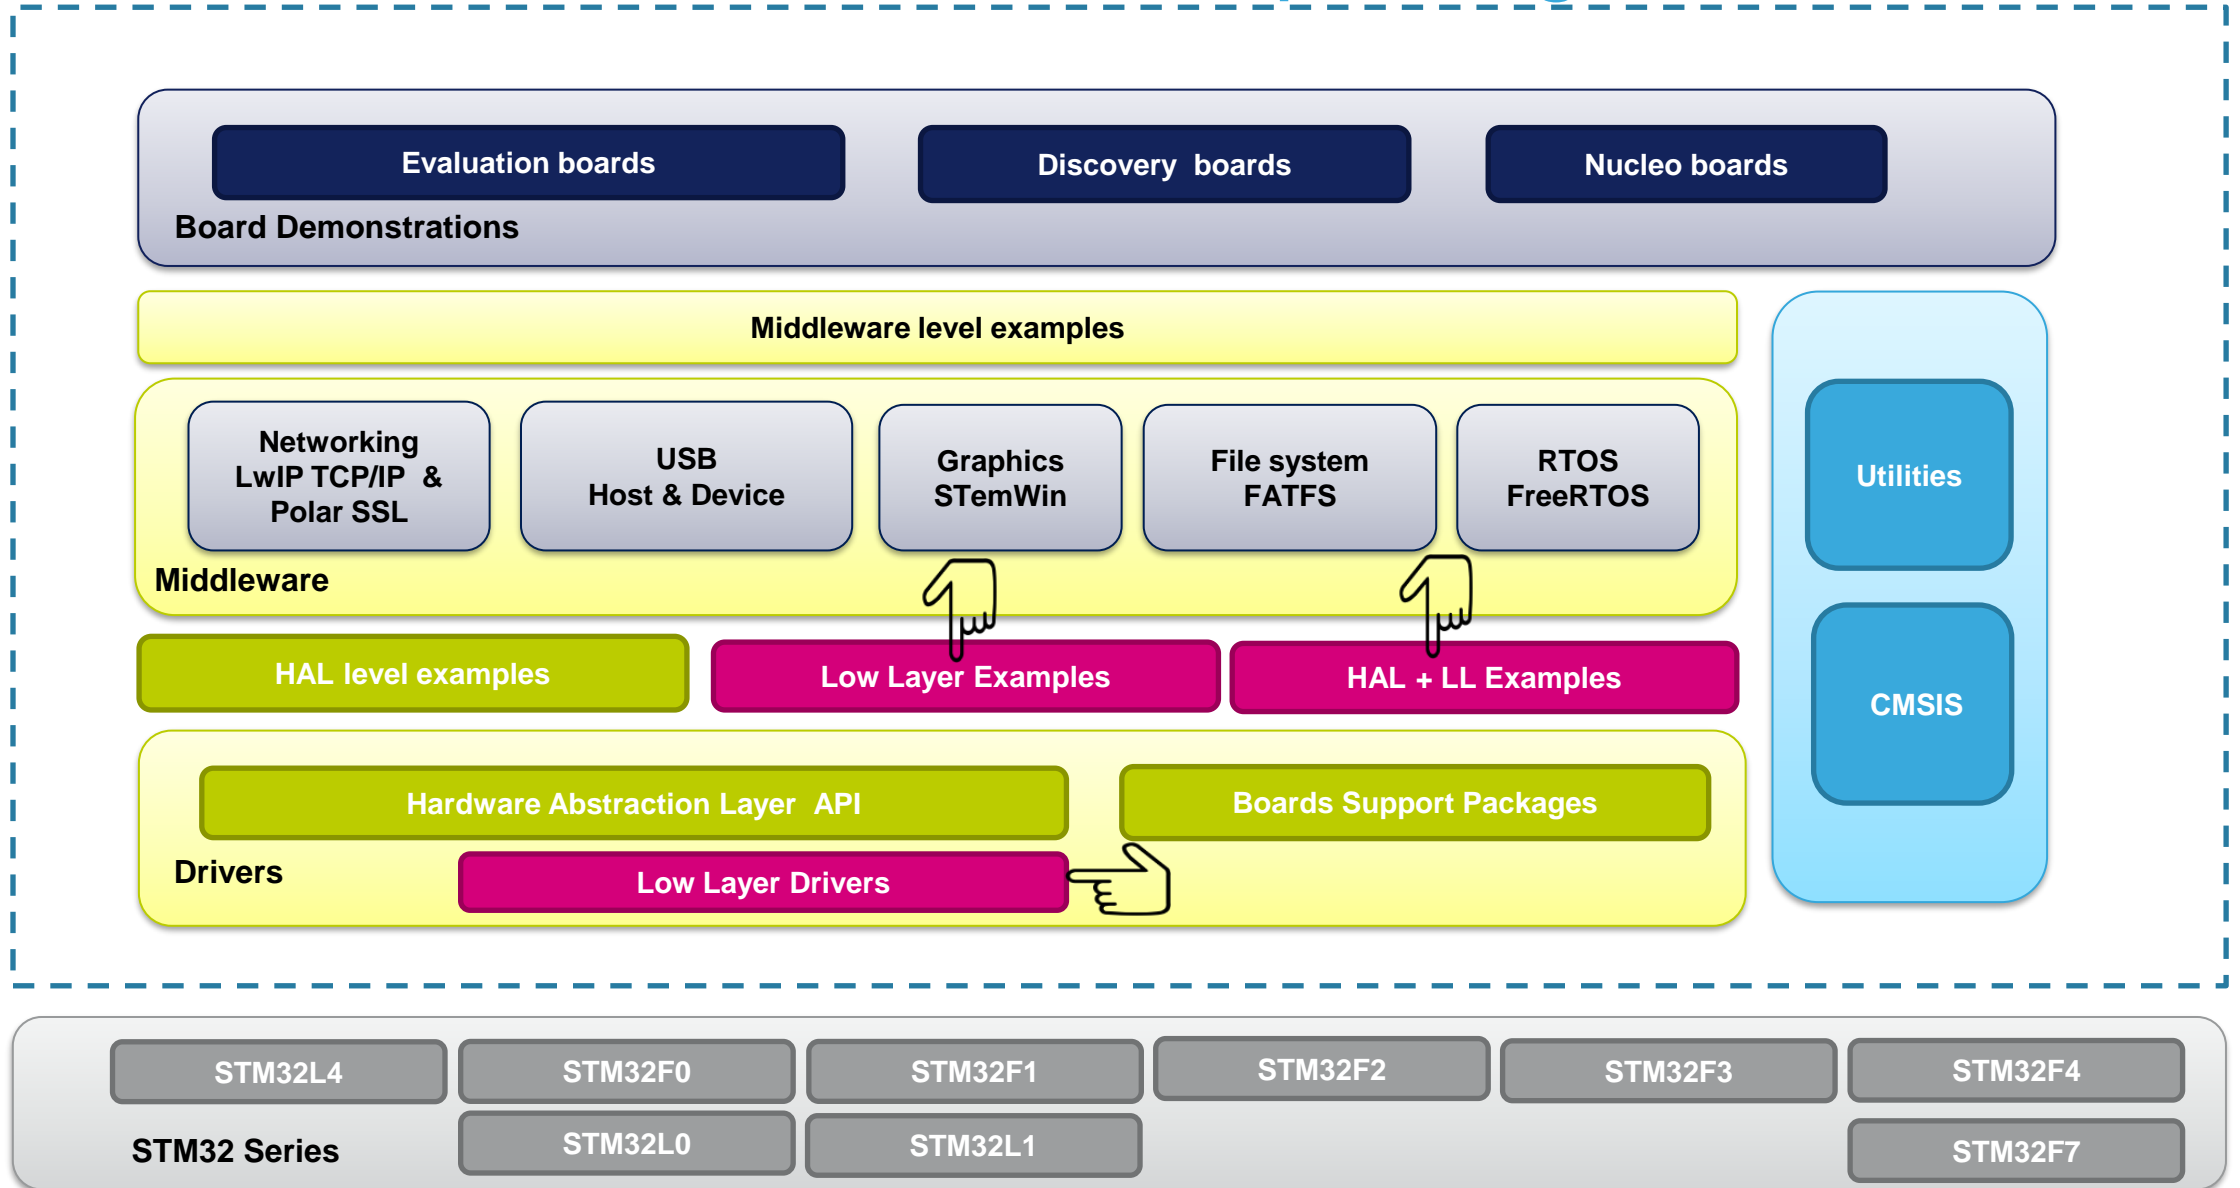 Evaluation boards
Discovery boards
Nucleo boards
Board Demonstrations
Middleware level examples
Networking
LwIP TCP/IP &
Polar SSL
USB
Host & Device
Graphics
STemWin
File system
FATFS
RTOS
FreeRTOS
Middleware
Utilities
CMSIS
HAL level examples
Low Layer Examples
HAL + LL Examples
Hardware Abstraction Layer API
Boards Support Packages
Drivers
Low Layer Drivers
STM32L4
STM32F0
STM32F1
STM32F2
STM32F3
STM32F4
STM32 Series
STM32L0
STM32L1
STM32F7